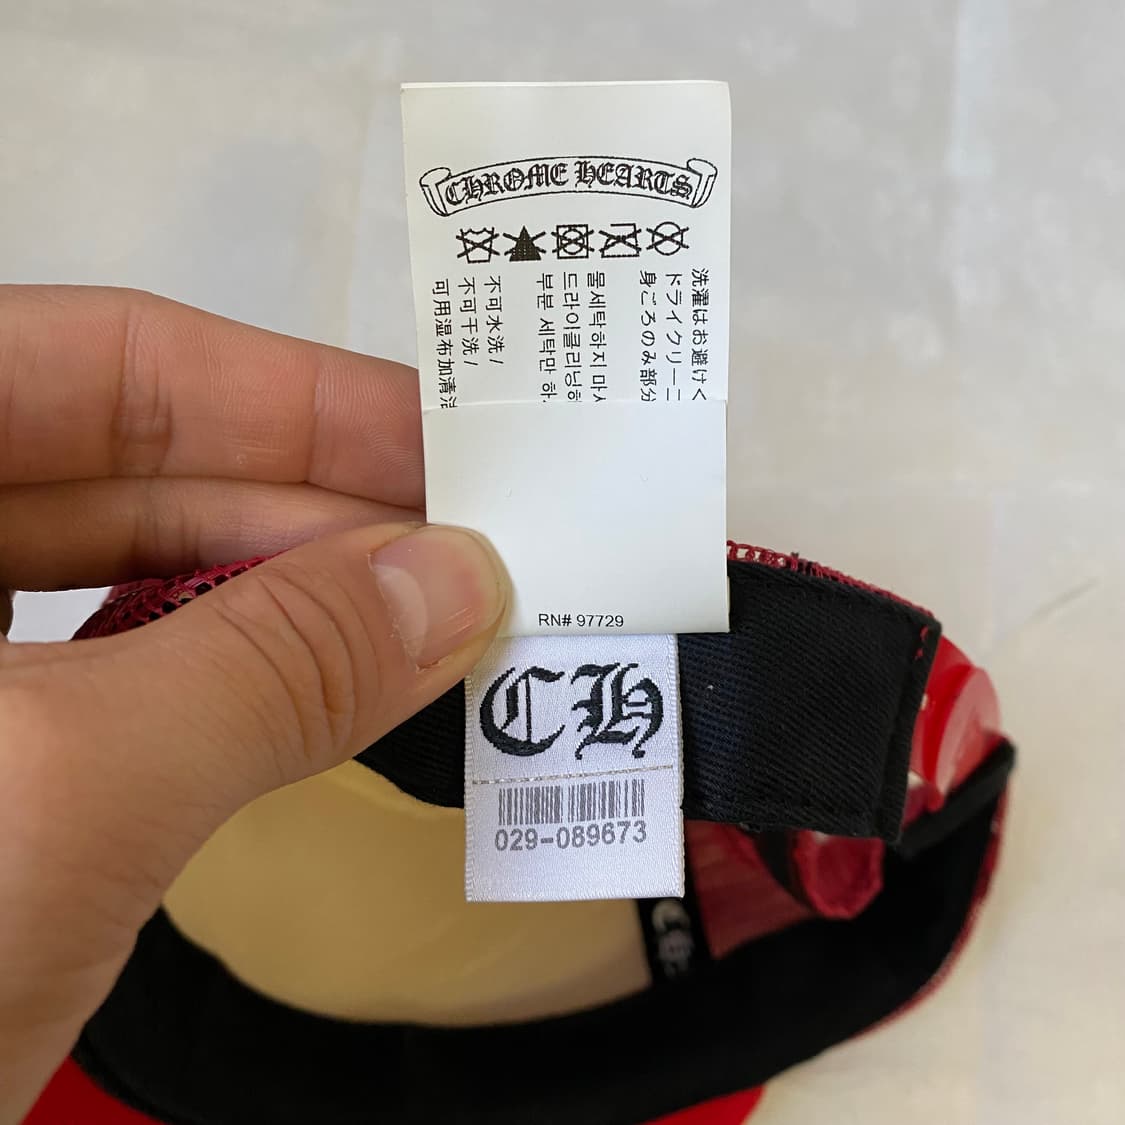 CHROME HEARTS
洗濯はお避けく
ドライクリーニ
身ごろのみ部分
물세탁하지 마
드라이클리닝
부분 세탁만 하
不可水洗/
不可干洗/
可用湿布加清
RN# 97729
CH
029-089673